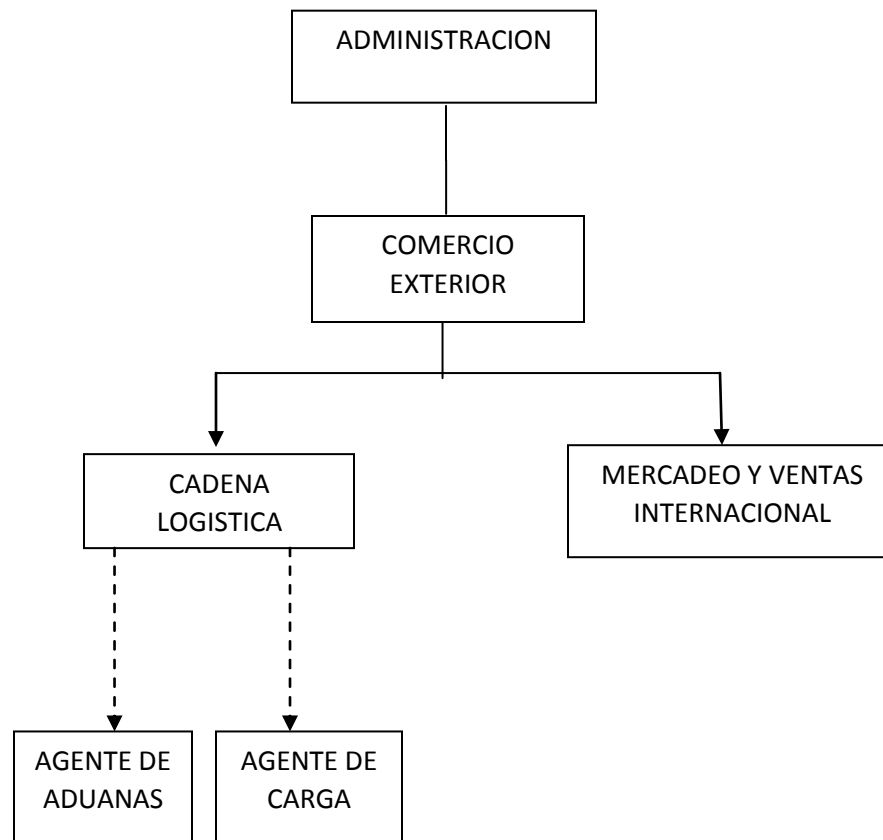 ADMINISTRACION
COMERCIO
EXTERIOR
CADENA
LOGISTICA
MERCADEO Y VENTAS
INTERNACIONAL
AGENTE DE
ADUANAS
AGENTE DE
CARGA